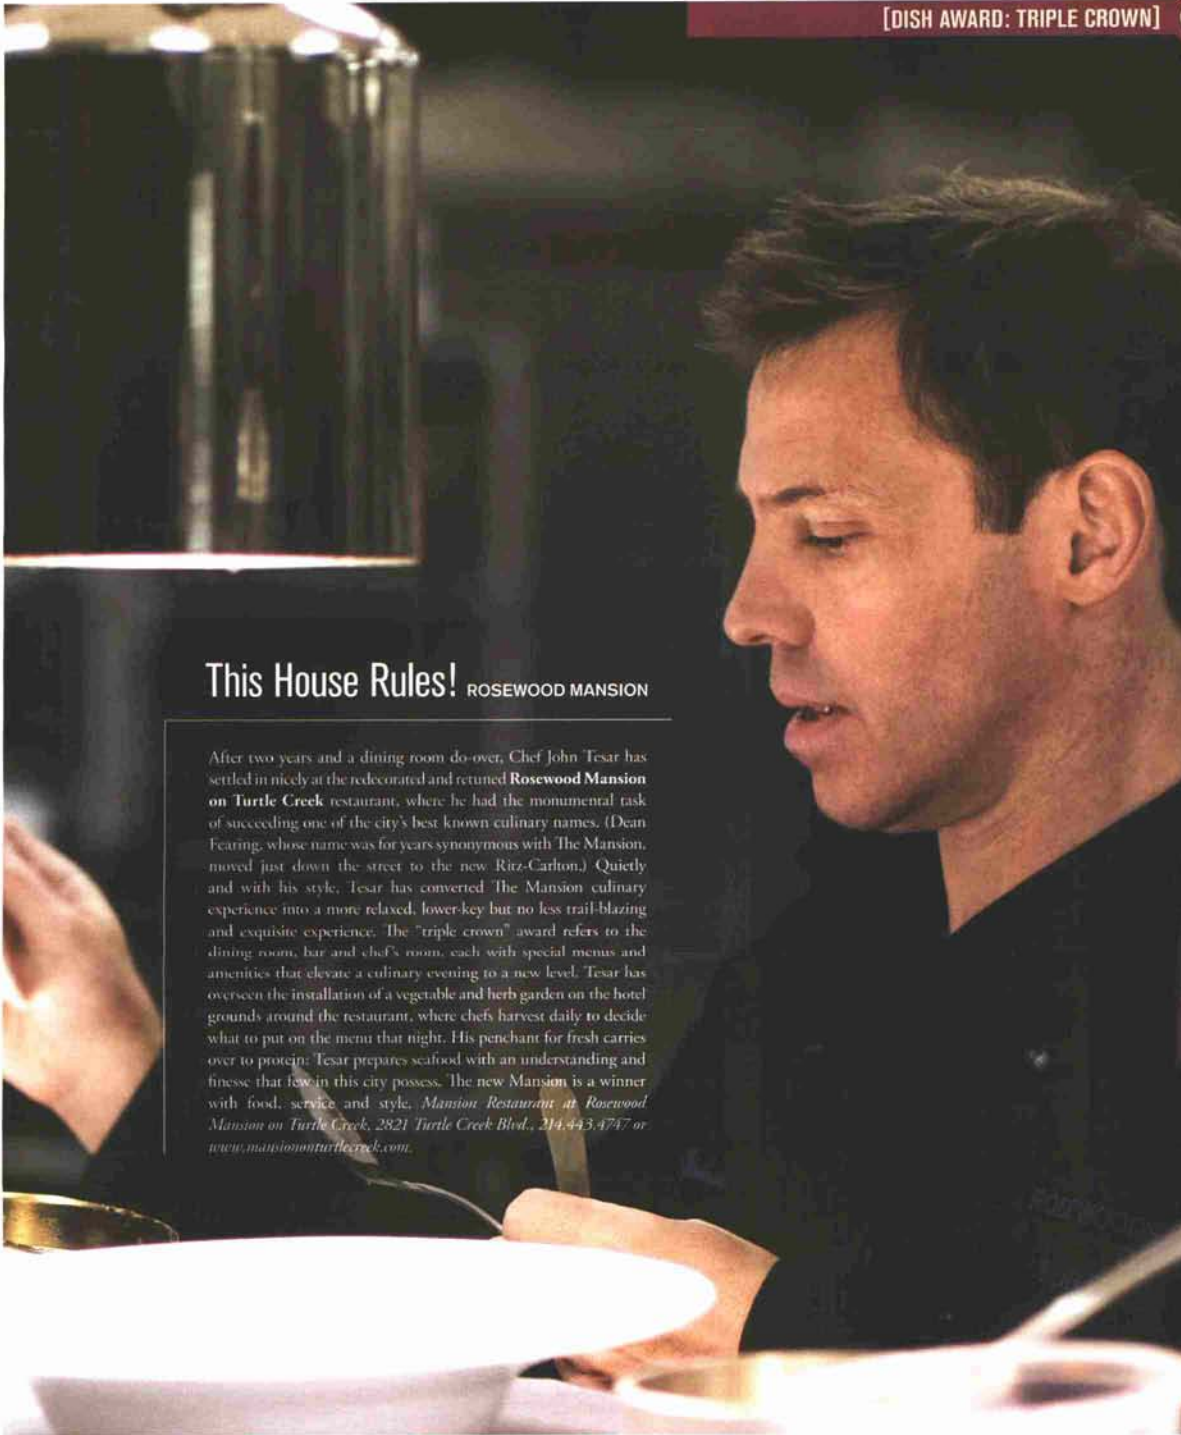 [DISH AWARD: TRIPLE CROWN]
This House Rules! ROSEWOOD MANSION
After two years and a dining room do-over, Chef John Tesar has
settled in nicely at the redecorated and retuned Rosewood Mansion
on Turtle Creek restaurant, where he had the monumental task
of succeeding one of the city's best known culinary names. (Dean
Fearing, whose name was for years synonymous with The Mansion,
moved just down the street to the new Ritz-Carlton.) Quietly
and with his style, Tesar has converted The Mansion culinary
experience into a more relaxed, lower-key but no less trail-blazing
and exquisite experience. The "triple crown" award refers to the
dining room, bar and chef's room, each with special menus and
amenities that elevate a culinary evening to a new level. Tesar has
overseen the installation of a vegetable and herb garden on the hotel
grounds around the restaurant, where chefs harvest daily to decide
what to put on the menu that night. His penchant for fresh carries
over to protein: Tesar prepares seafood with an understanding and
finesse that few in this city possess. The new Mansion is a winner
with food, service and style. Mansion Restaurant at Rosewood
Mansion on Turtle Creek, 2821 Turtle Creek Blvd., 214.443.4747 or
www.mansiononturtlecreek.com.